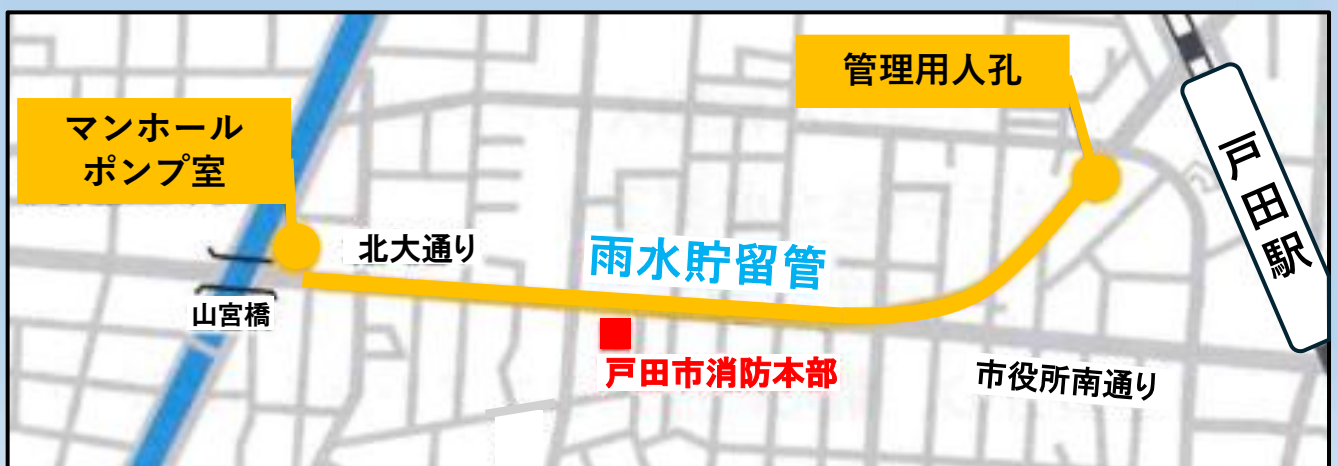 管理用人孔
マンホール
ポンプ室
戸田駅
北大通り
雨水貯留管
山宮橋
戸田市消防本部
市役所南通り